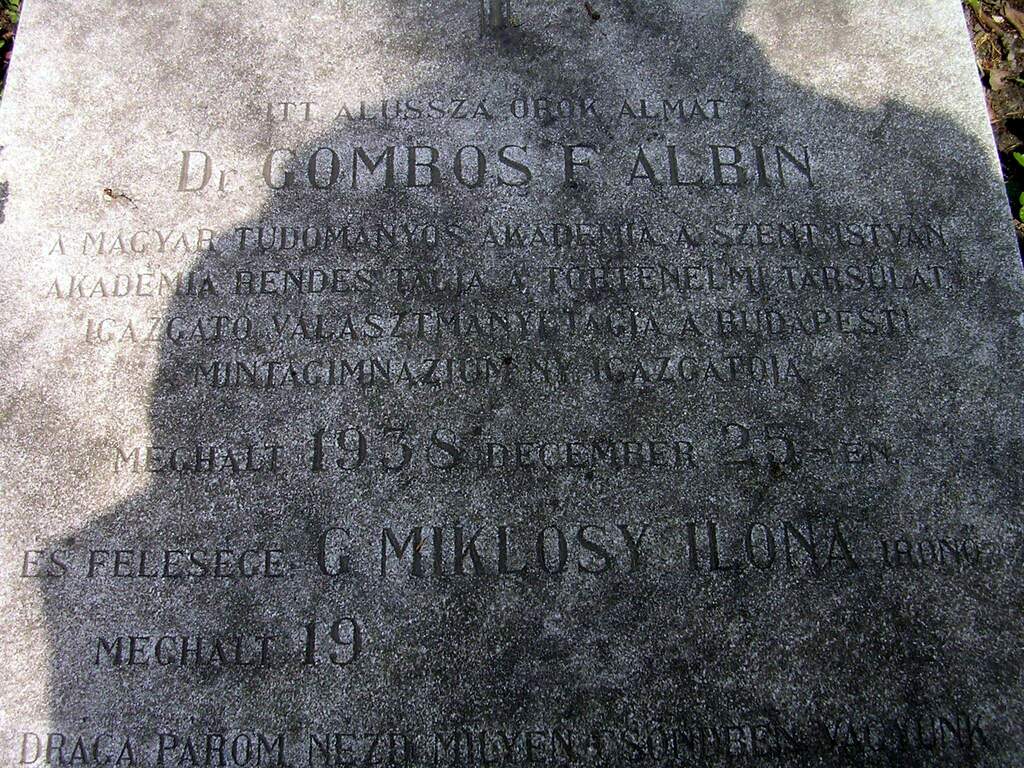 ITT ALUSSZA ÖRÖK ÁLMÁT
Dr. GOMBOS F. ALBIN
A MAGYAR TUDOMÁNYOS AKADÉMIA, A SZENT ISTVÁN
AKADÉMIA RENDES TAGJA, A TÖRTÉNELMI TÁRSULAT
IGAZGATÓ VÁLASZTMÁNYI TAGJA A BUDAPESTI
MINTAGIMNÁZIUM NY. IGAZGATÓJA
MEGHALT 1938 DECEMBER 25-ÉN.
ÉS FELESÉGE: G MIKLÓSY ILONA IRÓNŐ
MEGHALT 19
DRÁGA PÁROM NÉZD MILYEN CSÖNDBEN VAGYUNK